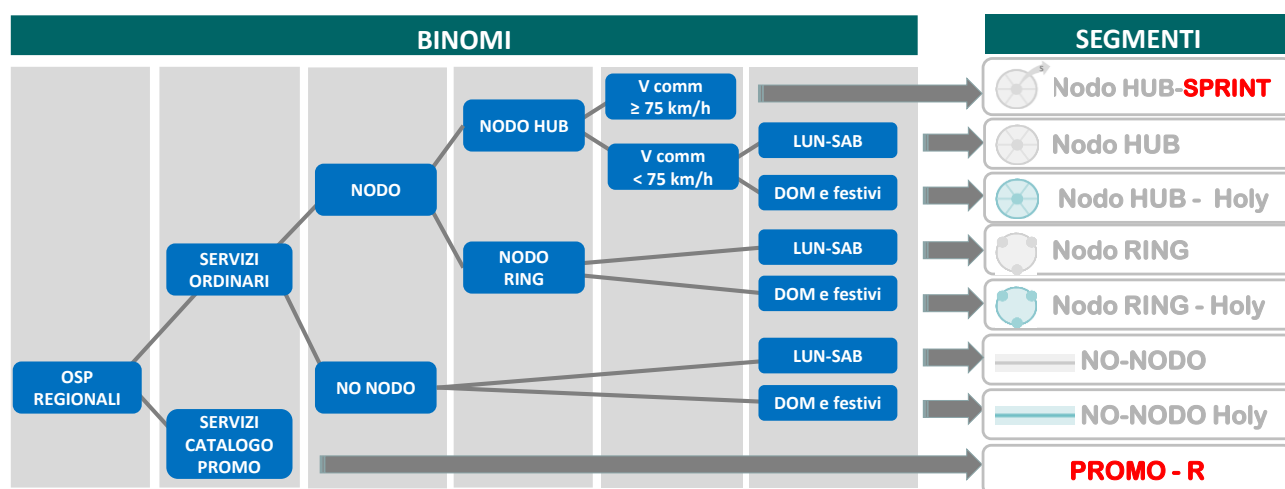 BINOMI
SEGMENTI
V comm
≥ 75 km/h
S
Nodo HUB-SPRINT
NODO HUB
LUN-SAB
Nodo HUB
V comm
< 75 km/h
NODO
DOM e festivi
Nodo HUB - Holy
SERVIZI
ORDINARI
NODO
RING
LUN-SAB
Nodo RING
DOM e festivi
Nodo RING - Holy
LUN-SAB
NO-NODO
OSP
REGIONALI
NO NODO
DOM e festivi
NO-NODO Holy
SERVIZI
CATALOGO
PROMO
PROMO - R